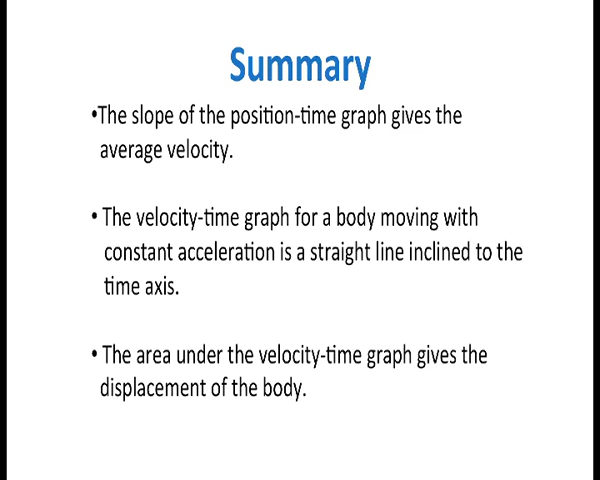 Summary
•The slope of the position-time graph gives the
average velocity.
• The velocity-time graph for a body moving with
constant acceleration is a straight line inclined to the
time axis.
• The area under the velocity-time graph gives the
displacement of the body.